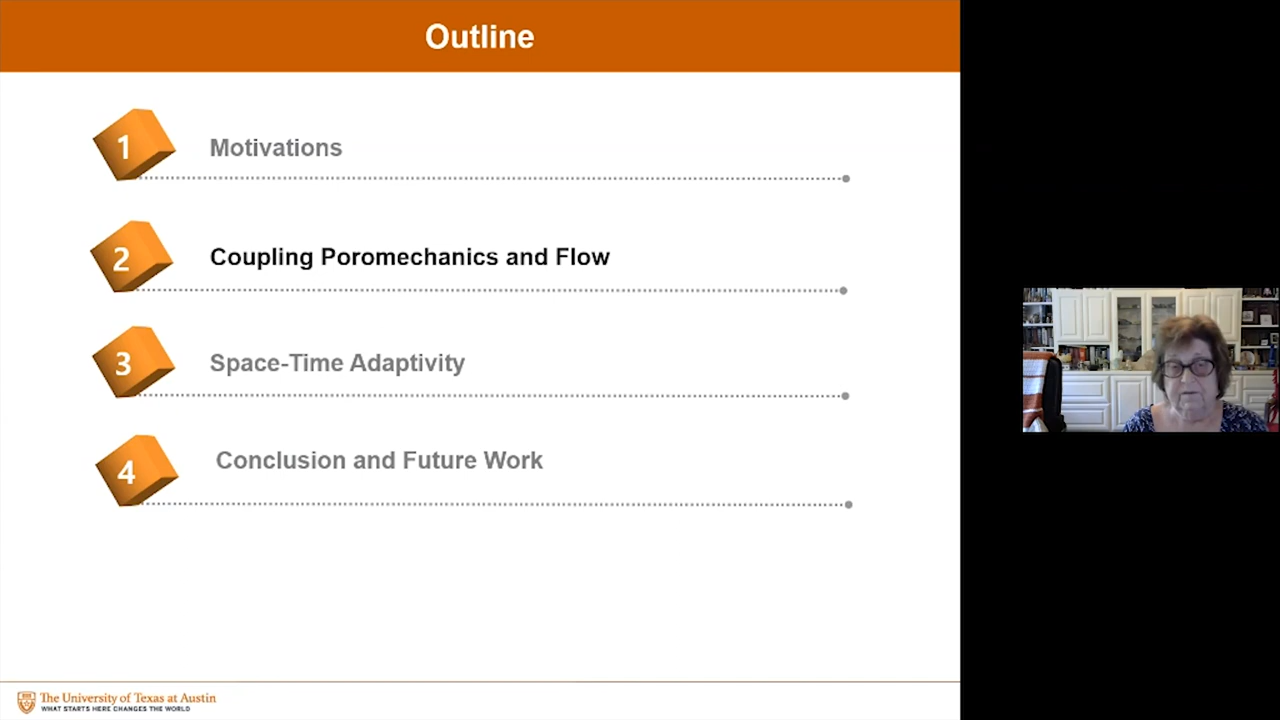 Outline
1
Motivations
2
Coupling Poromechanics and Flow
3
Space-Time Adaptivity
4
Conclusion and Future Work
The University of Texas at Austin
WHAT STARTS HERE CHANGES THE WORLD